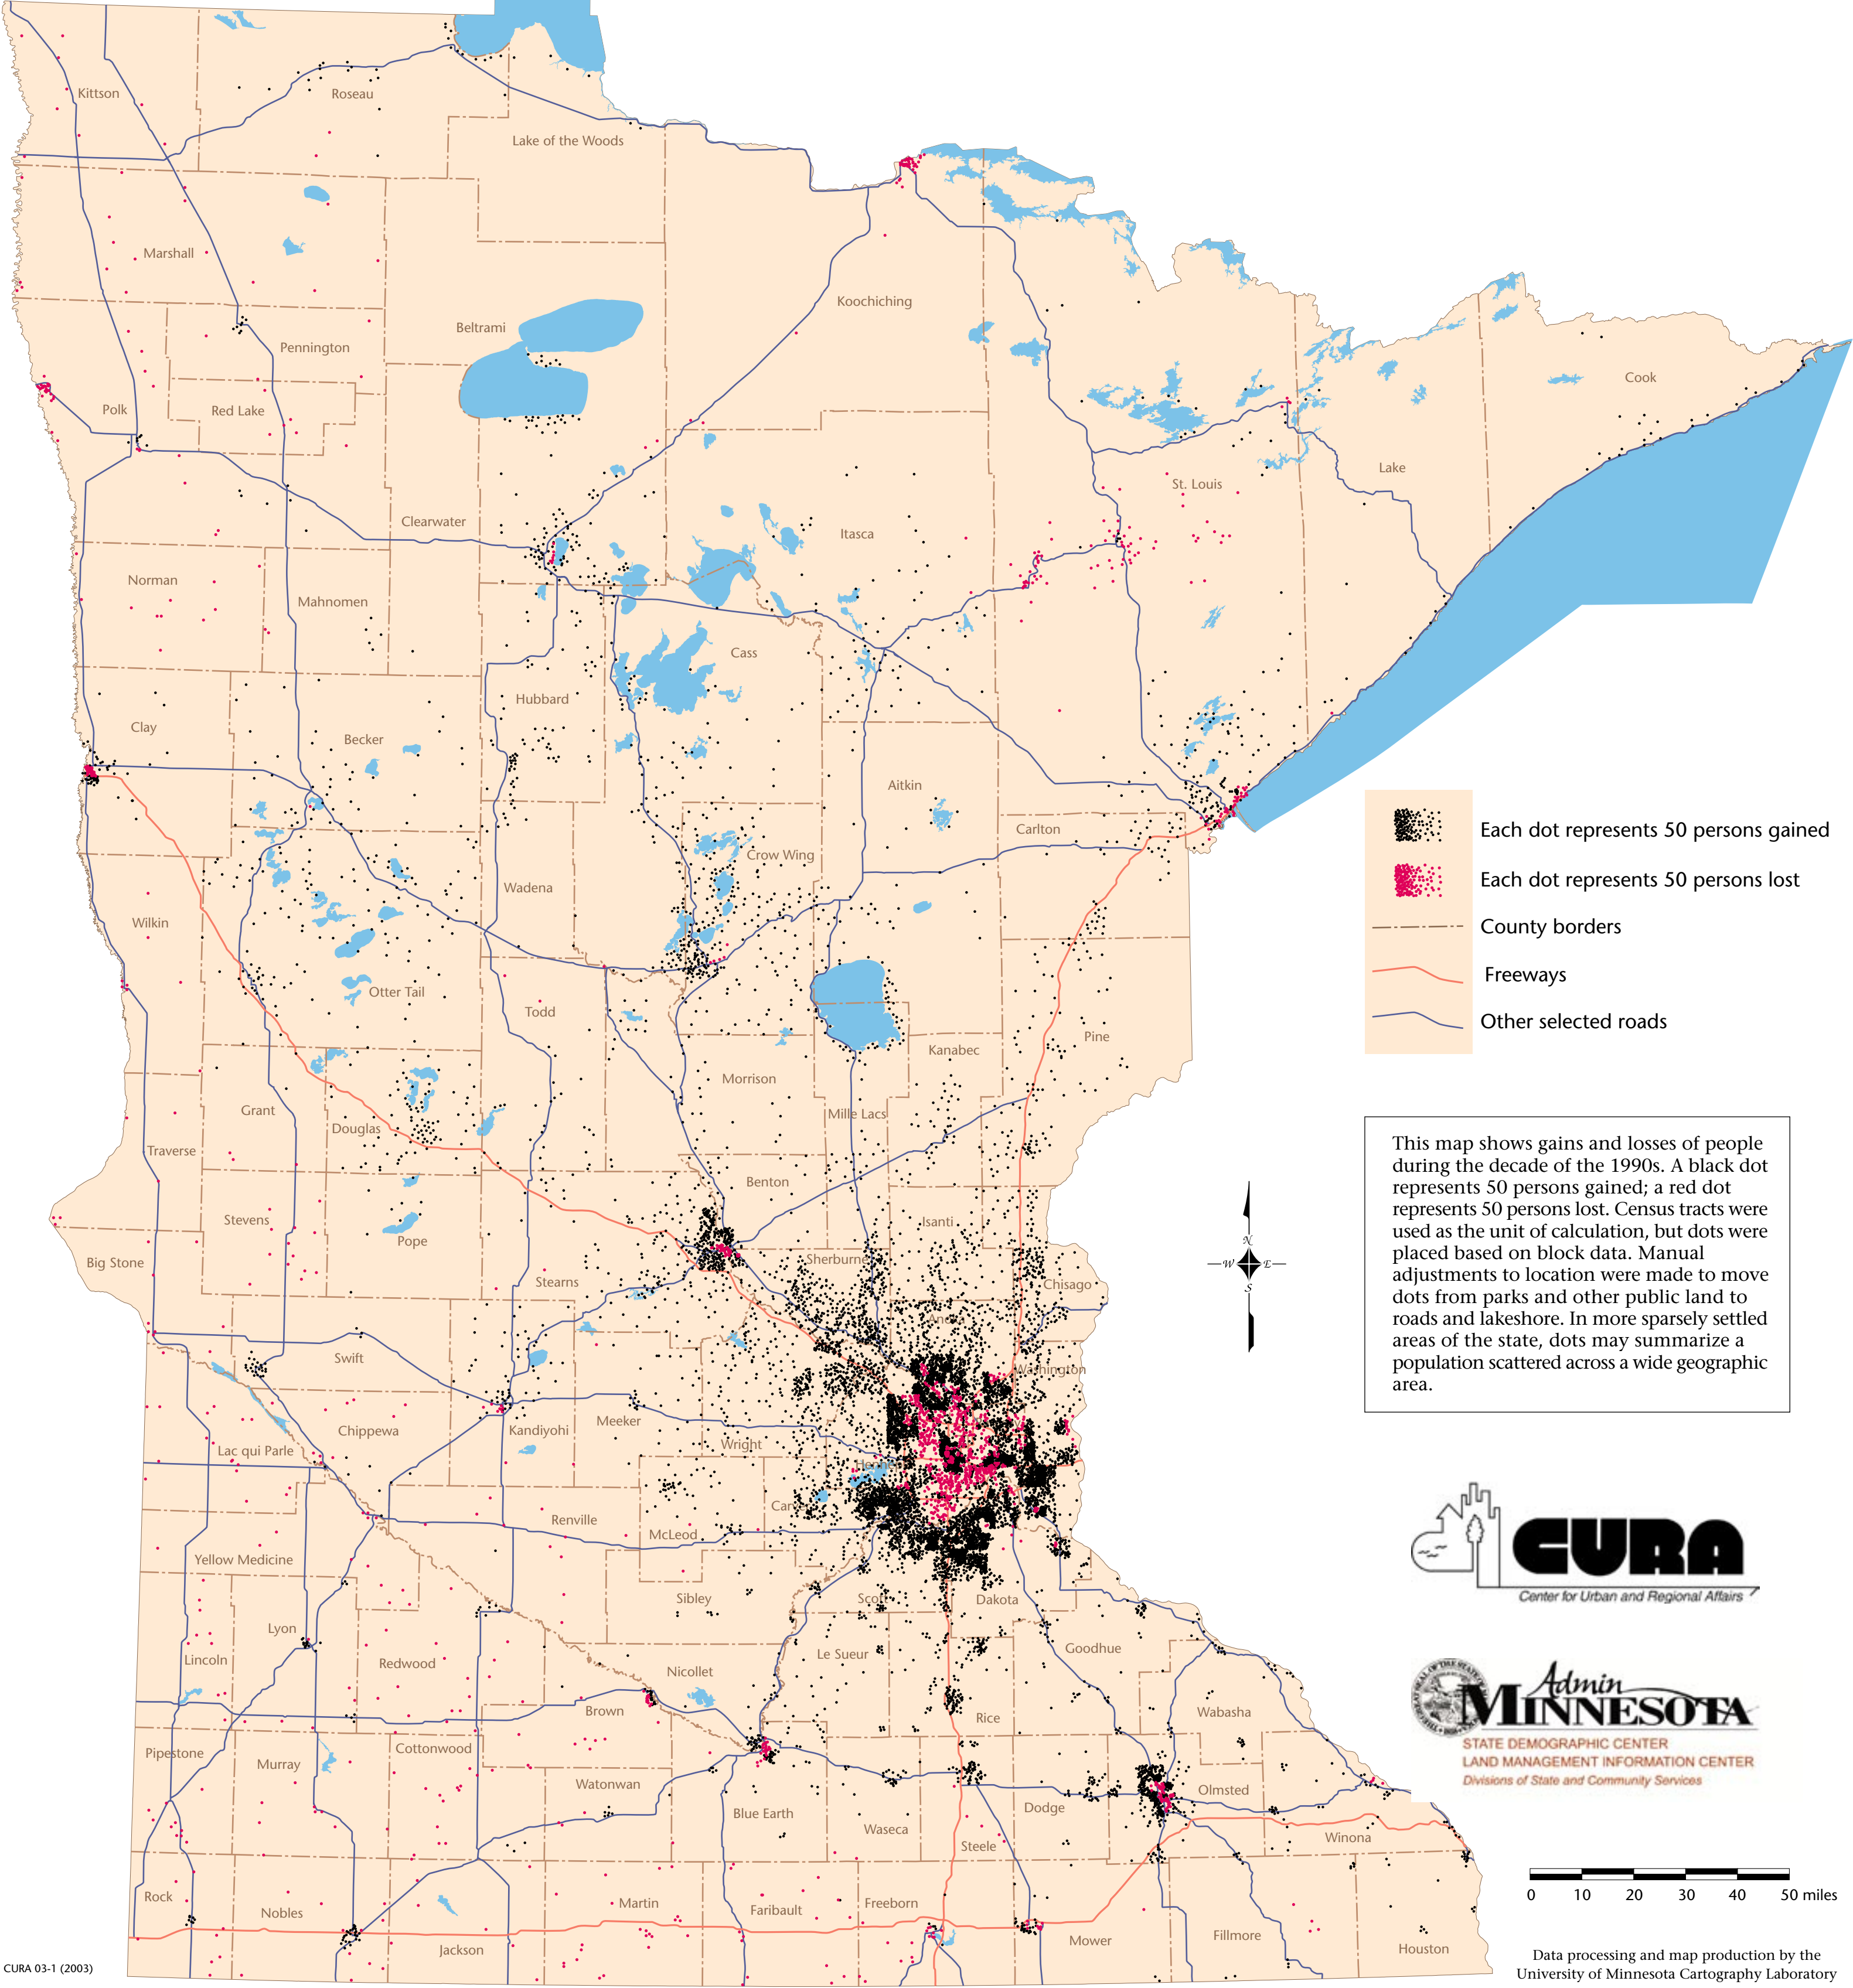 Kittson
Roseau
Lake of the Woods
Marshall
Koochiching
Beltrami
Pennington
Cook
Polk
Red Lake
Lake
St. Louis
Clearwater
Itasca
Norman
Mahnomen
Cass
Hubbard
Clay
Becker
Aitkin
Carlton
Crow Wing
Wadena
Wilkin
Otter Tail
Todd
Pine
Kanabec
Morrison
Grant
Mille Lacs
Douglas
Traverse
Benton
Stevens
Isanti
Pope
Big Stone
Sherburne
Stearns
Chisago
Anoka
Swift
Washington
Meeker
Chippewa
Kandiyohi
Wright
Lac qui Parle
Renville
McLeod
Yellow Medicine
Sibley
Scott
Dakota
Lyon
Goodhue
Le Sueur
Lincoln
Redwood
Nicollet
Brown
Wabasha
Rice
Cottonwood
Pipestone
Murray
Watonwan
Olmsted
Dodge
Blue Earth
Waseca
Winona
Steele
Rock
Martin
Freeborn
Faribault
Nobles
Fillmore
Mower
Jackson
Houston
Each dot represents 50 persons gained
Each dot represents 50 persons lost
County borders
Freeways
Other selected roads
This map shows gains and losses of people
during the decade of the 1990s. A black dot
represents 50 persons gained; a red dot
represents 50 persons lost. Census tracts were
used as the unit of calculation, but dots were
placed based on block data. Manual
adjustments to location were made to move
dots from parks and other public land to
roads and lakeshore. In more sparsely settled
areas of the state, dots may summarize a
population scattered across a wide geographic
area.
N
W E
S
CURA
Center for Urban and Regional Affairs
Admin
MINNESOTA
STATE DEMOGRAPHIC CENTER
LAND MANAGEMENT INFORMATION CENTER
Divisions of State and Community Services
0 10 20 30 40 50 miles
Data processing and map production by the
University of Minnesota Cartography Laboratory
CURA 03-1 (2003)